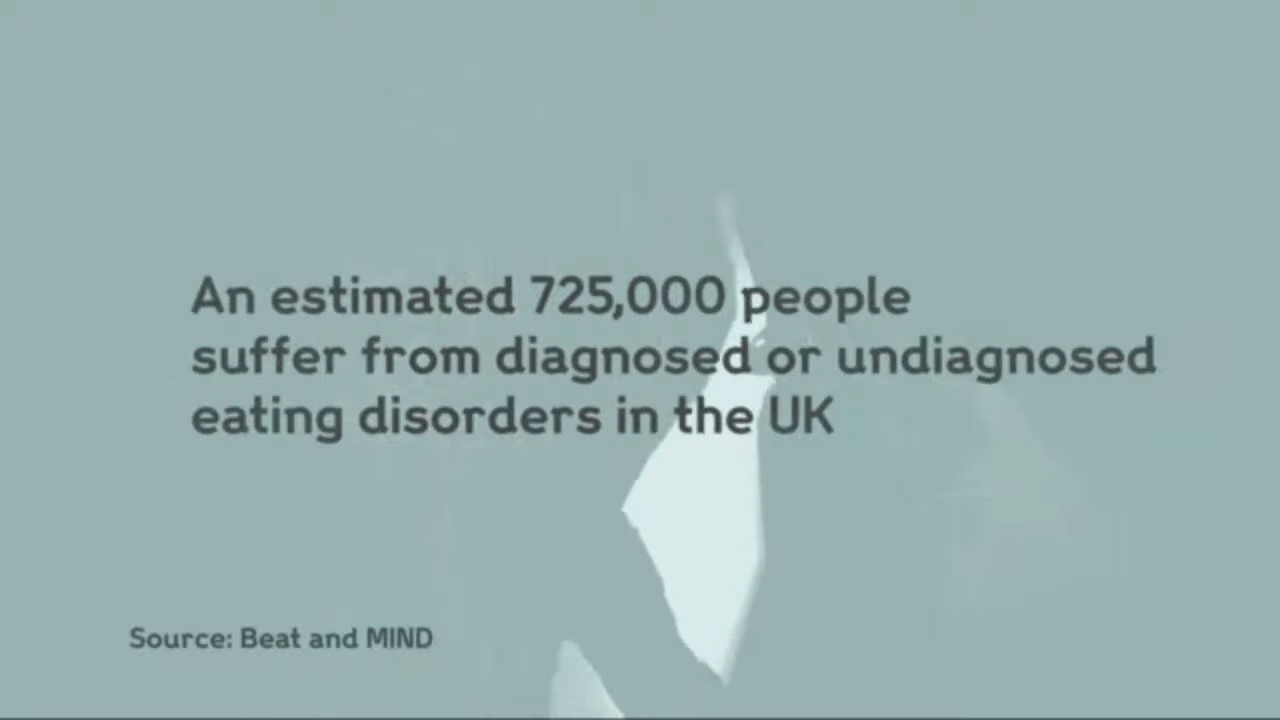 An estimated 725,000 people
suffer from diagnosed or undiagnosed
eating disorders in the UK
Source: Beat and MIND